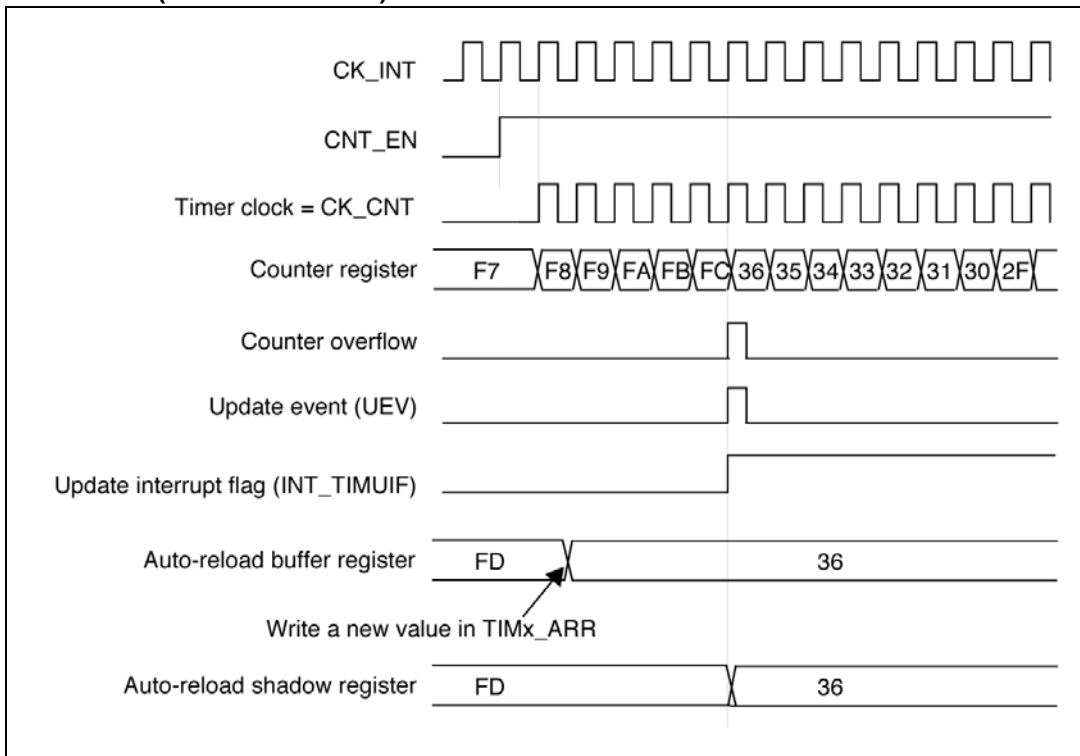 CK_INT
CNT_EN
Timer clock = CK_CNT
Counter register F7 F8 F9 FA FB FC 36 35 34 33 32 31 30 2F
Counter overflow
Update event (UEV)
Update interrupt flag (INT_TIMUIF)
Auto-reload buffer register FD 36
Write a new value in TIMx_ARR
Auto-reload shadow register FD 36